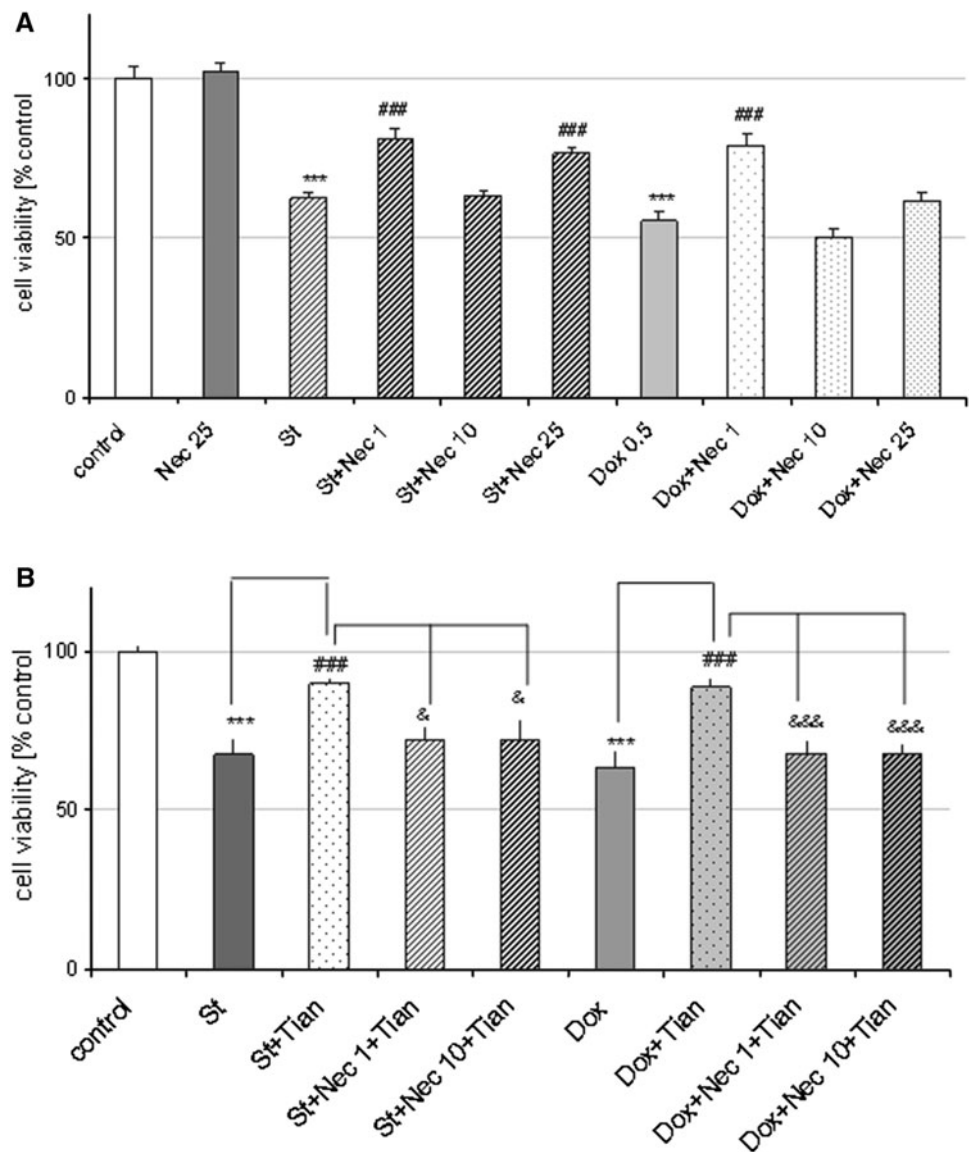 A
cell viability [% control
100
50
0
***
###
###
***
###
control
Nec 25
St
St+Nec 1
St+Nec 10
St+Nec 25
Dox 0,5
Dox+Nec 1
Dox+Nec 10
Dox+Nec 25
B
cell viability [% control
100
50
0
***
###
&
&
***
###
&&&
&&&
control
St
St+Tian
St+Nec 1+Tian
St+Nec 10+Tian
Dox
Dox+Tian
Dox+Nec 1+Tian
Dox+Nec 10+Tian